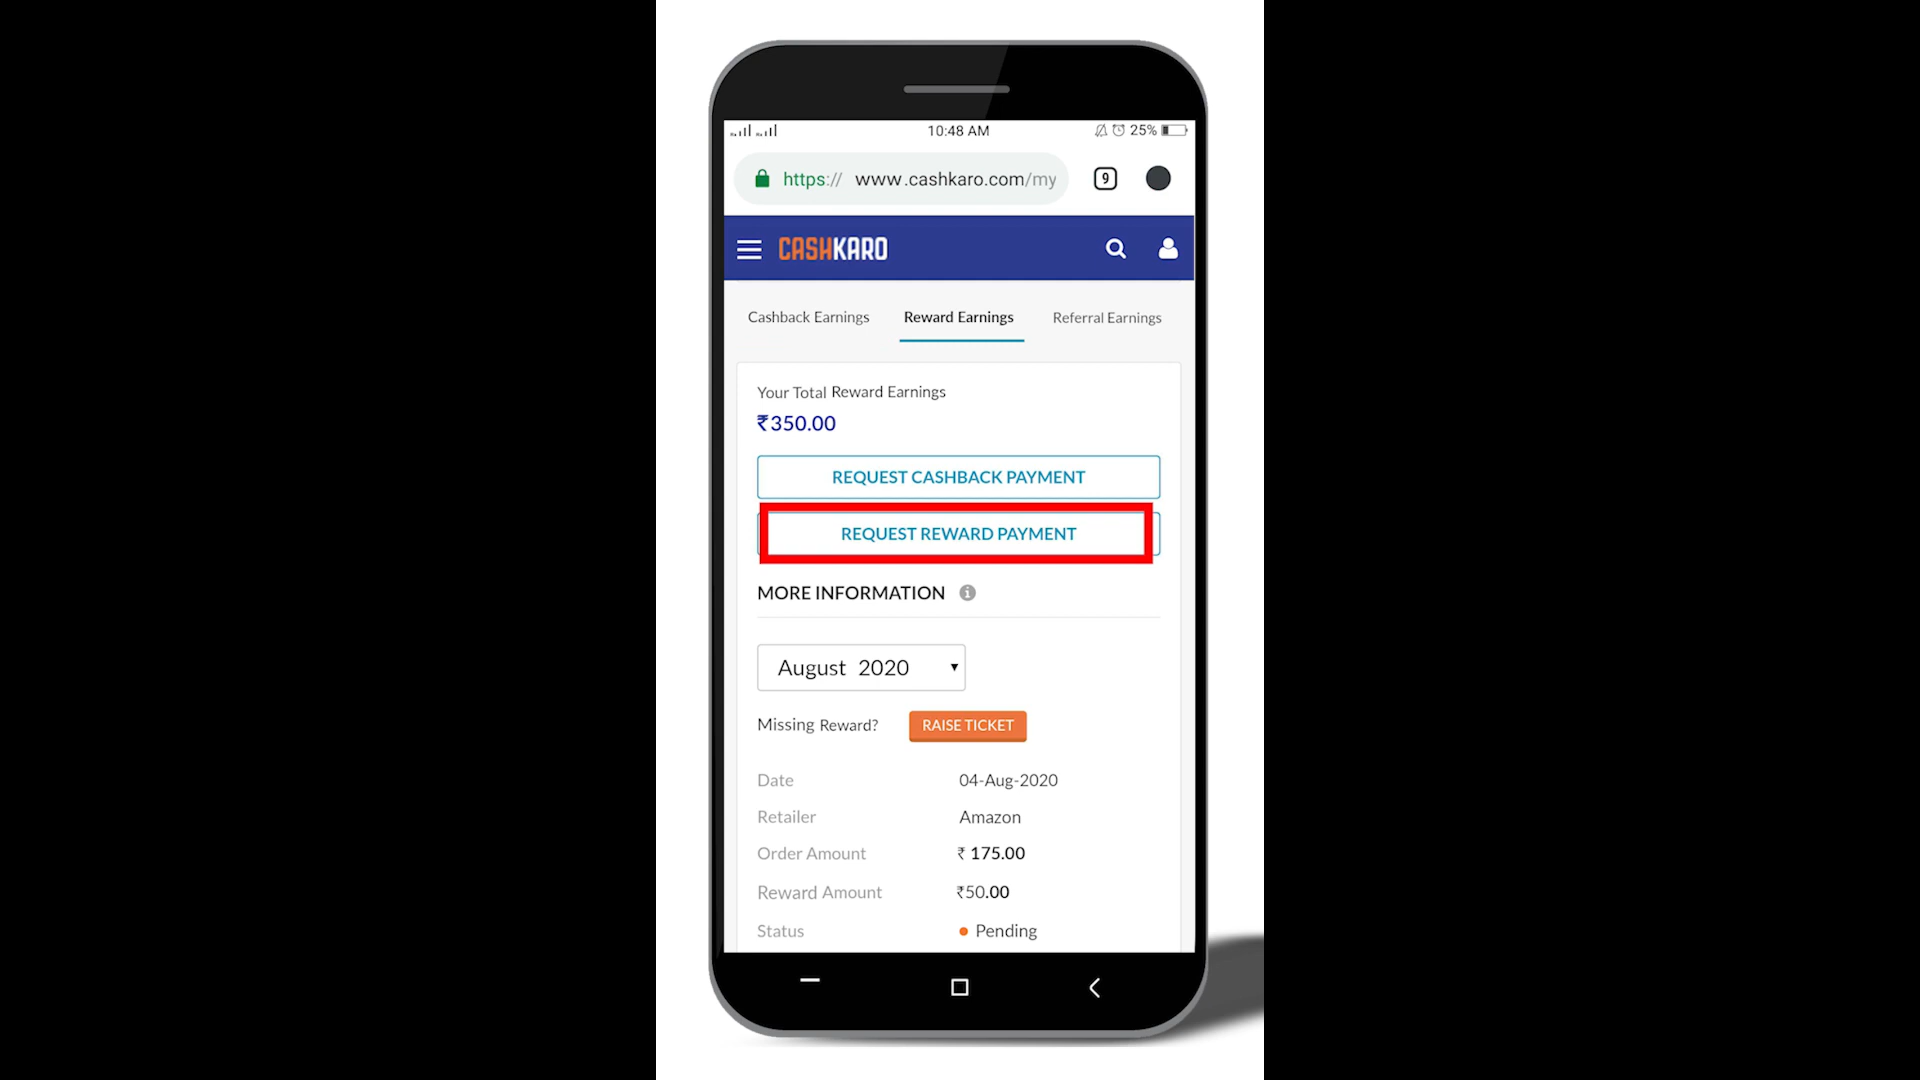 10:48 AM
25%
https:// www.cashkaro.com/my
9
CASHKARO
Cashback Earnings
Reward Earnings
Referral Earnings
Your Total Reward Earnings
₹350.00
REQUEST CASHBACK PAYMENT
REQUEST REWARD PAYMENT
MORE INFORMATION
August 2020
Missing Reward?
RAISE TICKET
Date 04-Aug-2020
Retailer Amazon
Order Amount ₹ 175.00
Reward Amount ₹50.00
Status Pending